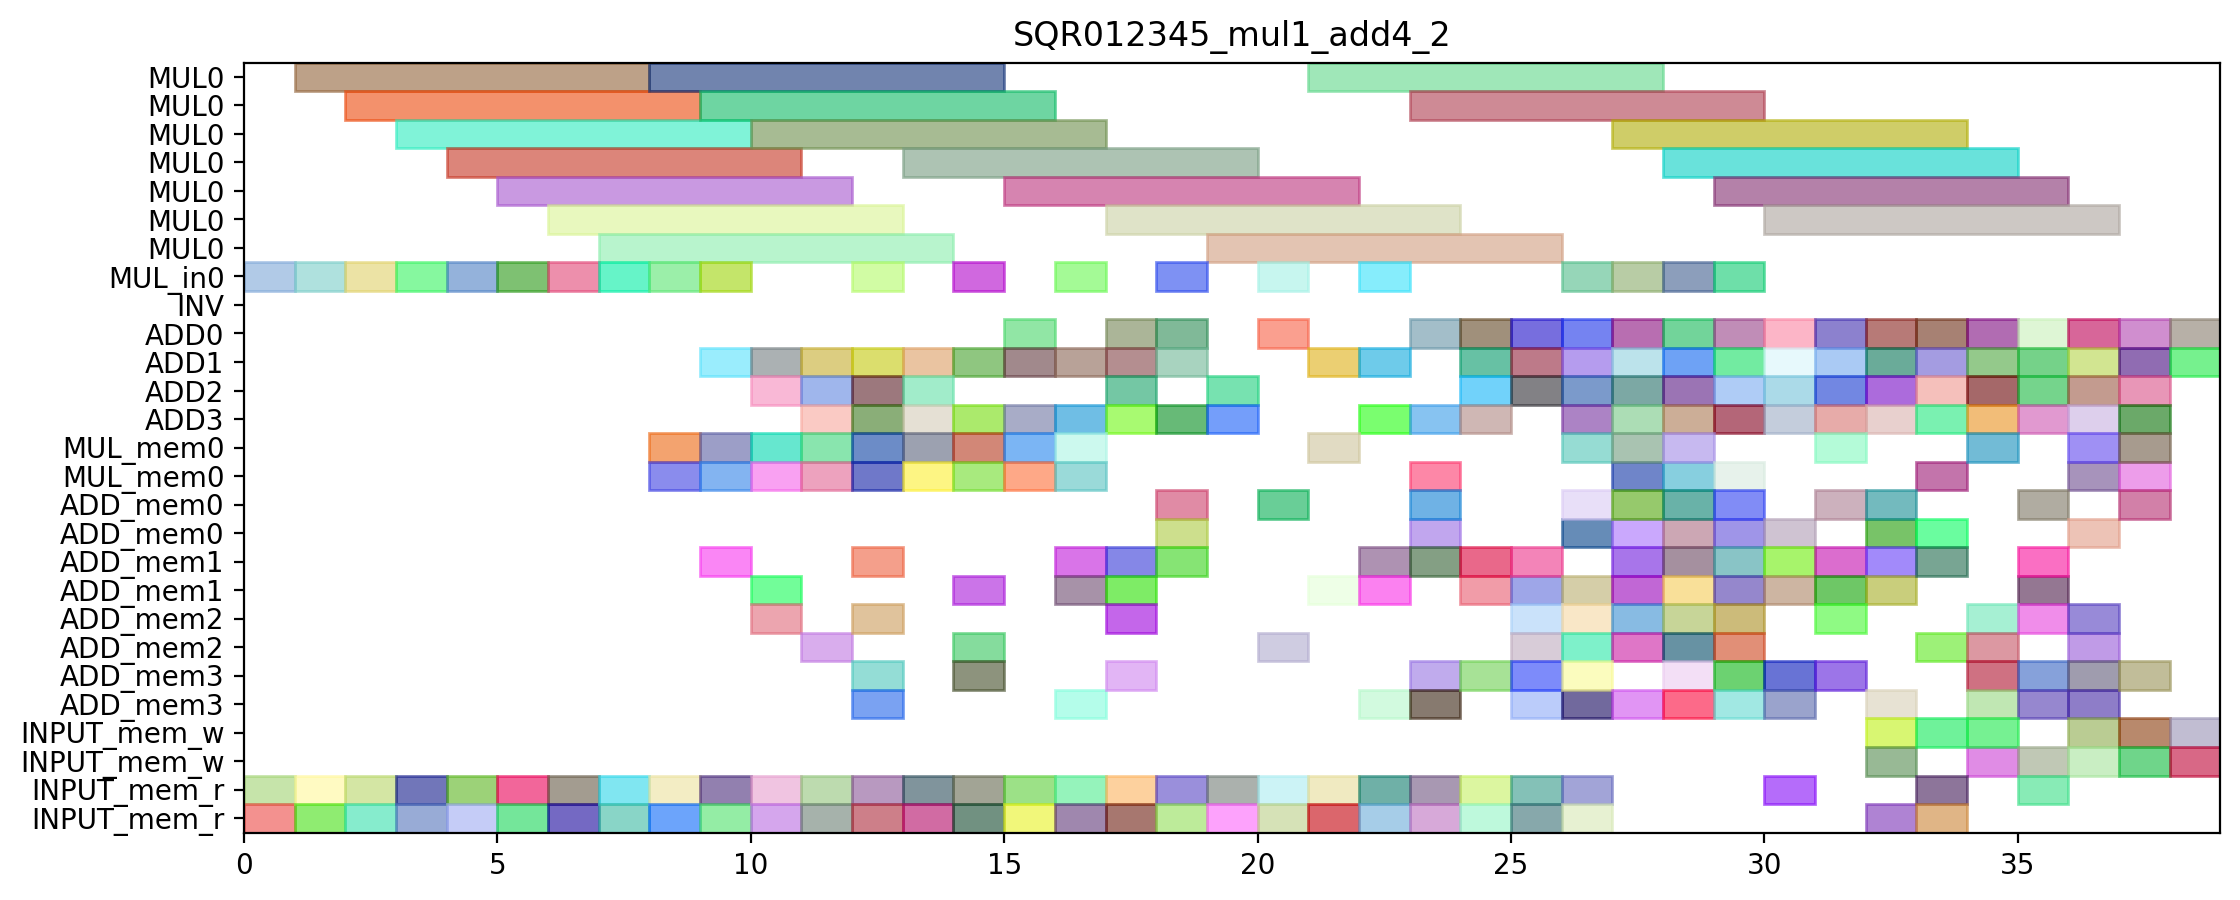 SQR012345_mul1_add4_2
MUL0
MUL0
MUL0
MUL0
MUL0
MUL0
MUL0
MUL_in0
INV
ADD0
ADD1
ADD2
ADD3
MUL_mem0
MUL_mem0
ADD_mem0
ADD_mem0
ADD_mem1
ADD_mem1
ADD_mem2
ADD_mem2
ADD_mem3
ADD_mem3
INPUT_mem_w
INPUT_mem_w
INPUT_mem_r
INPUT_mem_r
0 5 10 15 20 25 30 35